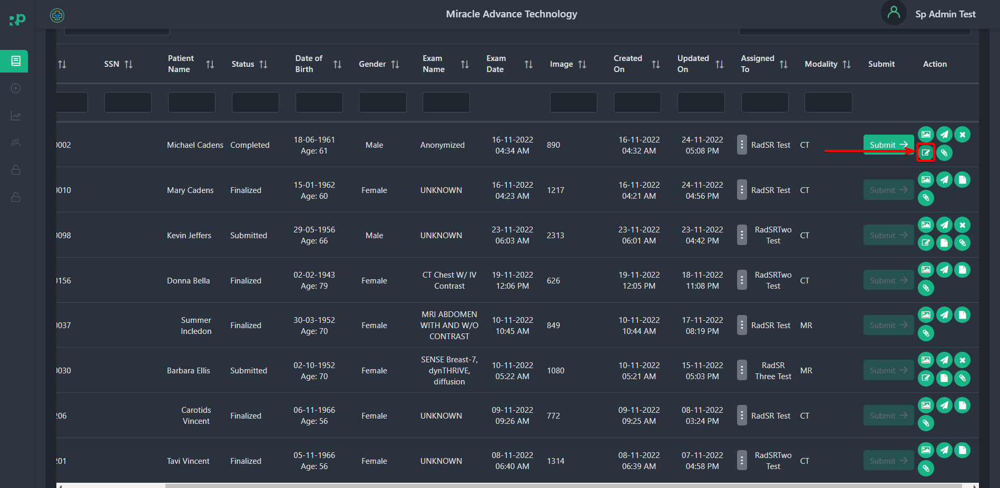 Rp
Miracle Advance Technology
Sp Admin Test
SSN
Patient
Name
Status
Date of
Birth
Gender
Exam
Name
Exam
Date
Image
Created
On
Updated
On
Assigned
To
Modality
Submit
Action
0002
Michael Cadens
Completed
18-06-1961
Age: 61
Male
Anonymized
16-11-2022
04:34 AM
890
16-11-2022
04:32 AM
24-11-2022
05:08 PM
RadSR Test
CT
Submit
0010
Mary Cadens
Finalized
15-01-1962
Age: 60
Female
UNKNOWN
16-11-2022
04:23 AM
1217
16-11-2022
04:21 AM
24-11-2022
04:56 PM
RadSR Test
CT
Submit
0098
Kevin Jeffers
Submitted
29-05-1956
Age: 66
Male
UNKNOWN
23-11-2022
06:03 AM
2313
23-11-2022
06:01 AM
23-11-2022
04:42 PM
RadSRTwo
Test
CT
Submit
0156
Donna Bella
Finalized
02-02-1943
Age: 79
Female
CT Chest W/ IV
Contrast
19-11-2022
12:06 PM
626
19-11-2022
12:05 PM
18-11-2022
11:08 PM
RadSRTwo
Test
CT
Submit
0037
Summer
Incledon
Finalized
30-03-1952
Age: 70
Female
MRI ABDOMEN
WITH AND W/O
CONTRAST
10-11-2022
10:45 AM
849
10-11-2022
10:44 AM
17-11-2022
08:19 PM
RadSR Test
MR
Submit
0030
Barbara Ellis
Submitted
02-10-1952
Age: 70
Female
SENSE Breast-7,
dynTHRIVE,
diffusion
10-11-2022
05:22 AM
1080
10-11-2022
05:21 AM
15-11-2022
05:03 PM
RadSR
Three Test
MR
Submit
206
Carotids
Vincent
Finalized
06-11-1966
Age: 56
Female
UNKNOWN
09-11-2022
09:26 AM
772
09-11-2022
09:25 AM
08-11-2022
03:24 PM
RadSR Test
CT
Submit
201
Tavi Vincent
Finalized
05-11-1966
Age: 56
Female
UNKNOWN
08-11-2022
06:40 AM
1314
08-11-2022
06:39 AM
07-11-2022
04:58 PM
RadSRTwo
Test
CT
Submit